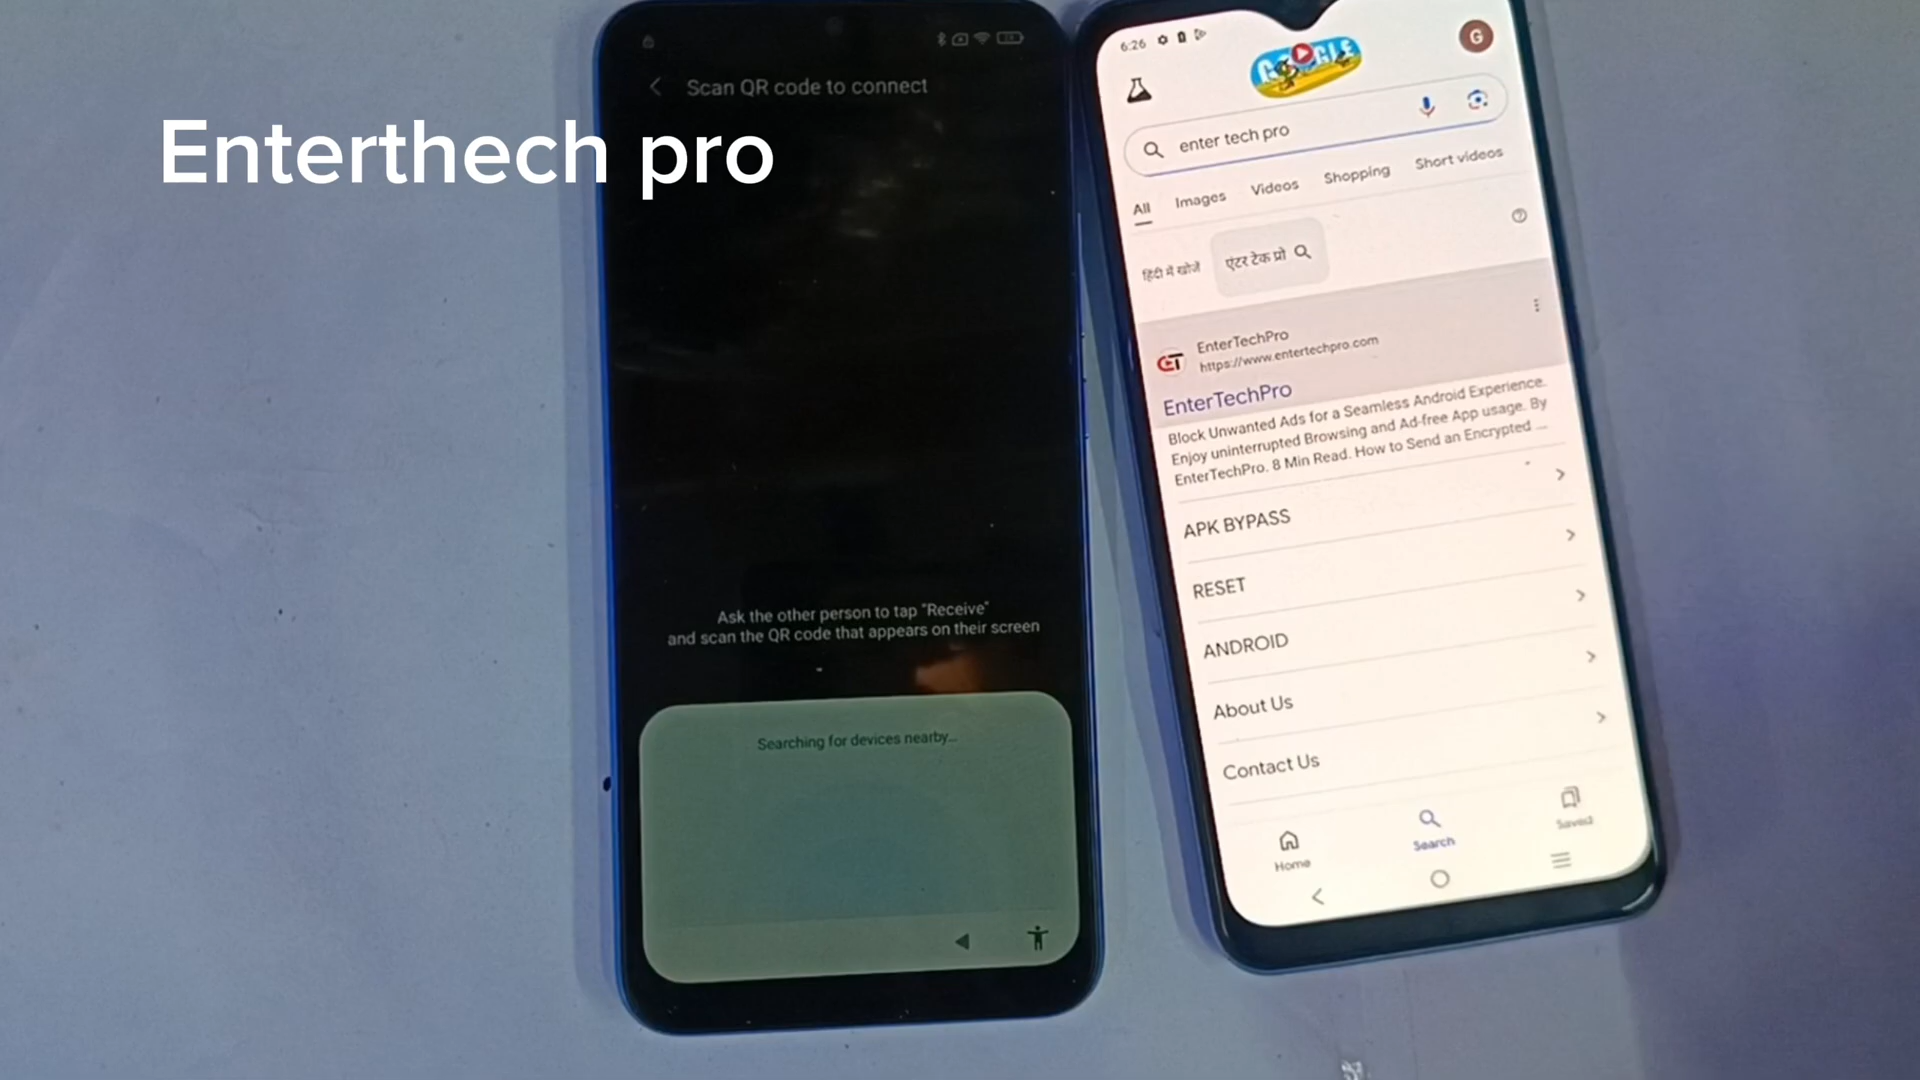 Enterthech pro
Scan QR code to connect
Ask the other person to tap "Receive"
and scan the QR code that appears on their screen
Searching for devices nearby...
6:26
GOOGLE
G
enter tech pro
All Images Videos Shopping Short videos
हिंदी में खोजें एंटर टेक प्रो
EnterTechPro
https://www.entertechpro.com
EnterTechPro
Block Unwanted Ads for a Seamless Android Experience.
Enjoy uninterrupted Browsing and Ad-free App usage. By
EnterTechPro. 8 Min Read. How to Send an Encrypted ...
APK BYPASS
RESET
ANDROID
About Us
Contact Us
Home Search Saved